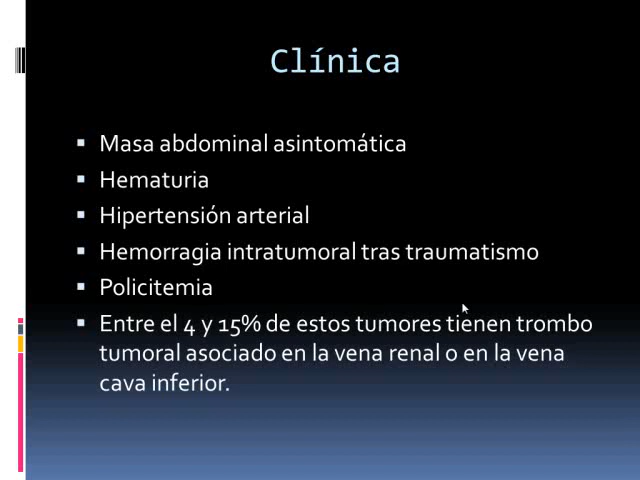 Clínica
▪ Masa abdominal asintomática
▪ Hematuria
▪ Hipertensión arterial
▪ Hemorragia intratumoral tras traumatismo
▪ Policitemia
▪ Entre el 4 y 15% de estos tumores tienen trombo
tumoral asociado en la vena renal o en la vena
cava inferior.